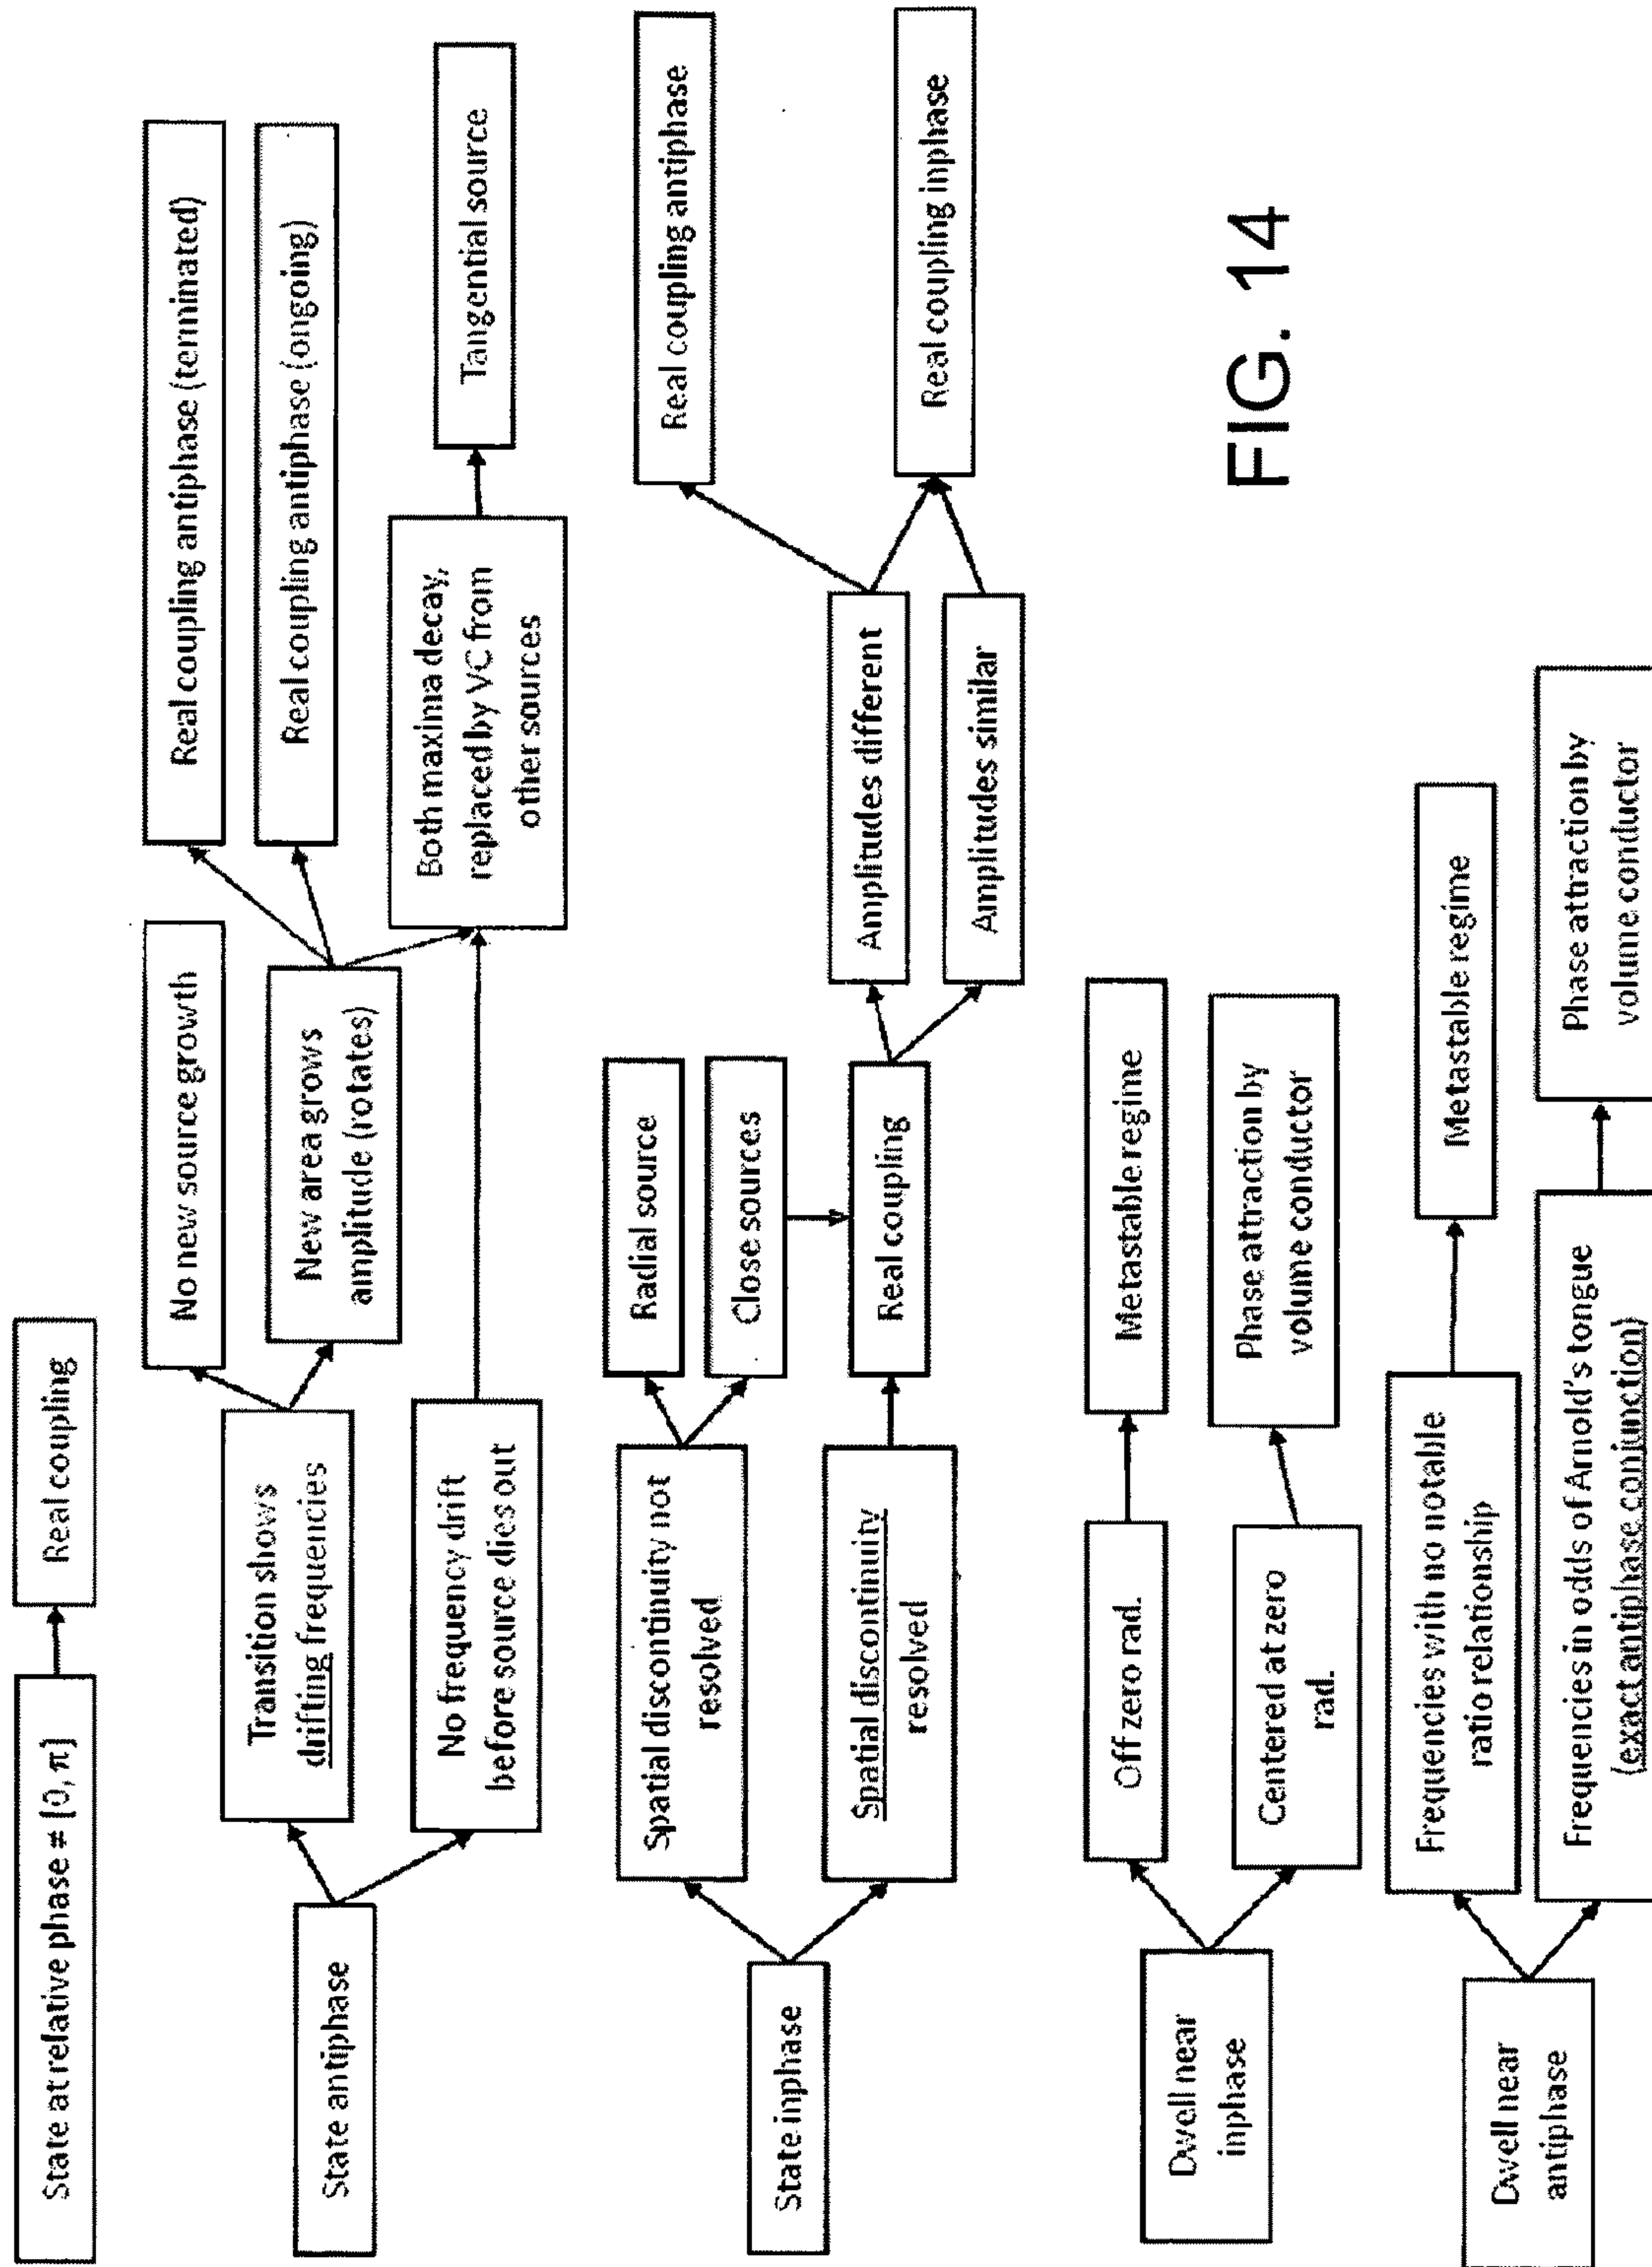 State at relative phase ≠ [0, π]
Real coupling
State antiphase
Transition shows
drifting frequencies
No frequency drift
before source dies out
No new source growth
New area grows
amplitude (rotates)
Real coupling antiphase (terminated)
Real coupling antiphase (ongoing)
Both maxina decay,
replaced by VC from
other sources
Tangential source
State inphase
Spatial discontinuity not
resolved
Spatial discontinuity
resolved
Radial source
Close sources
Real coupling
Amplitudes different
Amplitudes similar
Real coupling antiphase
Real coupling inphase
Dwell near
inphase
Off zero rad.
Centered at zero
rad.
Metastable regime
Phase attraction by
volume conductor
Dwell near
antiphase
Frequencies with no notable
ratio relationship
Frequencies in odds of Arnold's tongue
(exact antiphase conjunction)
Metastable regime
Phase attraction by
volume conductor
FIG. 14